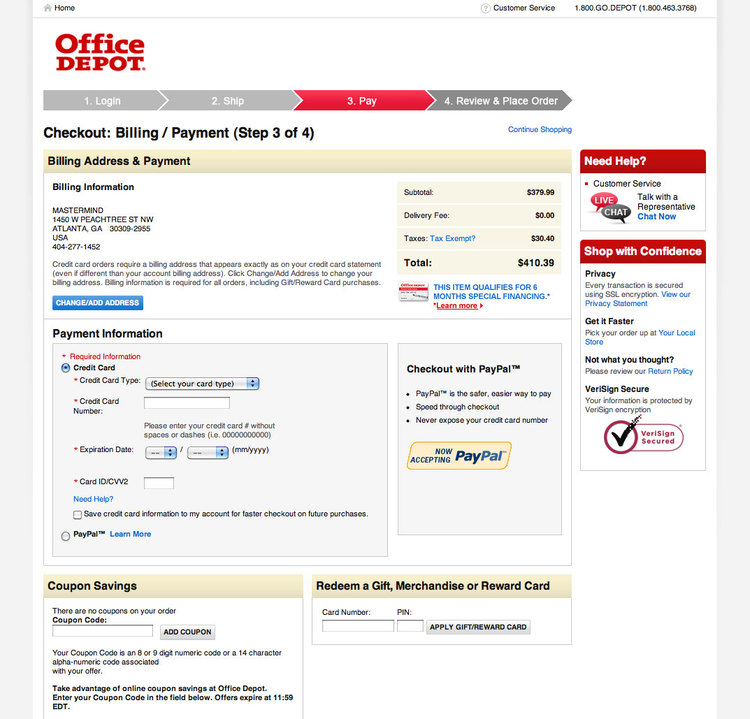 Home
Customer Service
1.800.GO.DEPOT (1.800.463.3768)
Office
DEPOT.
1. Login
2. Ship
3. Pay
4. Review & Place Order
Checkout: Billing / Payment (Step 3 of 4)
Continue Shopping
Billing Address & Payment
Billing Information
MASTERMIND
1450 W PEACHTREE ST NW
ATLANTA, GA 30309-2955
USA
404-277-1452
Credit card orders require a billing address that appears exactly as on your credit card statement
(even if different than your account billing address). Click Change/Add Address to change your
billing address. Billing information is required for all orders, including Gift/Reward Card purchases.
CHANGE/ADD ADDRESS
Subtotal: $379.99
Delivery Fee: $0.00
Taxes: Tax Exempt? $30.40
Total: $410.39
THIS ITEM QUALIFIES FOR 6
MONTHS SPECIAL FINANCING.*
*Learn more
Payment Information
* Required Information
Credit Card
* Credit Card Type: (Select your card type)
* Credit Card
Number:
Please enter your credit card # without
spaces or dashes (i.e. 00000000000)
* Expiration Date: -- / -- (mm/yyyy)
* Card ID/CVV2
Need Help?
Save credit card information to my account for faster checkout on future purchases.
PayPal™ Learn More
Checkout with PayPal™
• PayPal™ is the safer, easier way to pay
• Speed through checkout
• Never expose your credit card number
NOW
ACCEPTING PayPal
Need Help?
Customer Service
LIVE
CHAT
Talk with a
Representative
Chat Now
Shop with Confidence
Privacy
Every transaction is secured
using SSL encryption. View our
Privacy Statement
Get it Faster
Pick your order up at Your Local
Store
Not what you thought?
Please review our Return Policy
VeriSign Secure
Your information is protected by
VeriSign encryption
VeriSign
Secured
Coupon Savings
There are no coupons on your order
Coupon Code:
ADD COUPON
Your Coupon Code is an 8 or 9 digit numeric code or a 14 character
alpha-numeric code associated
with your offer.
Take advantage of online coupon savings at Office Depot.
Enter your Coupon Code in the field below. Offers expire at 11:59
EDT.
Redeem a Gift, Merchandise or Reward Card
Card Number: PIN:
APPLY GIFT/REWARD CARD